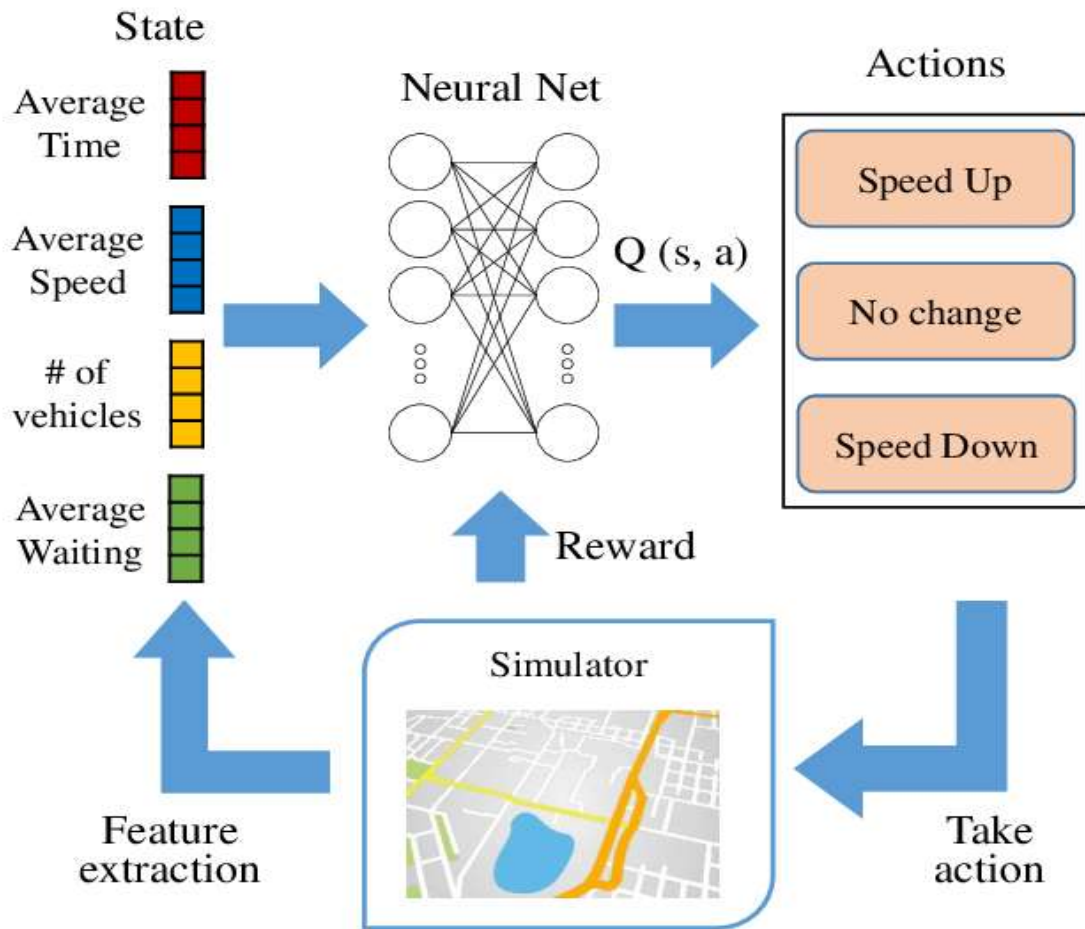 State
Average
Time
Average
Speed
# of
vehicles
Average
Waiting
Neural Net
Q (s, a)
Actions
Speed Up
No change
Speed Down
Reward
Simulator
Feature
extraction
Take
action